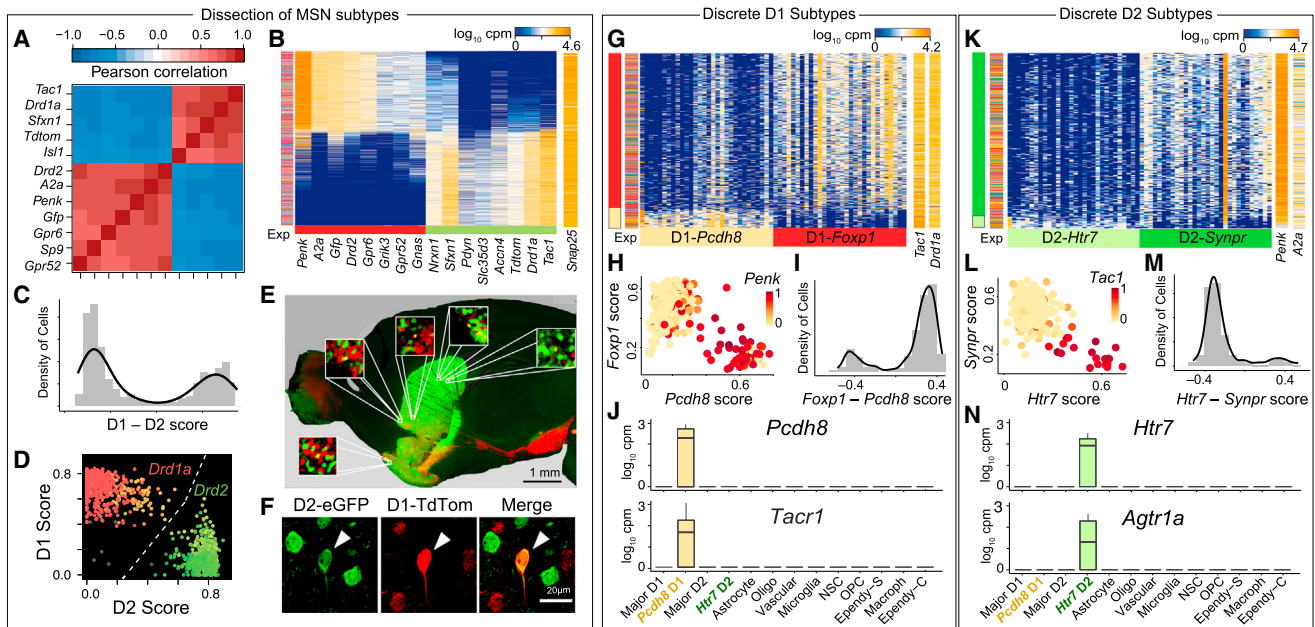 Dissection of MSN subtypes
A
−1.0 −0.5 0.0 0.5 1.0
Pearson correlation
Tac1
Drd1a
Sfxn1
Tdtom
Isl1
Drd2
A2a
Penk
Gfp
Gpr6
Sp9
Gpr52
B
log10 cpm
0 4.6
Exp
Penk
A2a
Gfp
Drd2
Gpr6
Grik3
Gpr52
Gnas
Nrxn1
Sfxn1
Pdyn
Slc35d3
Accn4
Tdtom
Drd1a
Tac1
Snap25
C
Density of Cells
D1 − D2 score
D
Drd1a
Drd2
D1 Score
0.8
0.4
0.0
0.0 0.4 0.8
D2 Score
E
1 mm
F
D2-eGFP D1-TdTom Merge
20µm
Discrete D1 Subtypes
G
log10 cpm
0 4.2
Exp
D1-Pcdh8 D1-Foxp1
Tac1
Drd1a
H
Penk
1
0
Foxp1 score
0.6
0.2
0 0.6
Pcdh8 score
I
Density of Cells
−0.4 0.4
Foxp1 − Pcdh8 score
J
Pcdh8
log10 cpm
3
0
Tacr1
log10 cpm
3
0
Major D1
Pcdh8 D1
Major D2
Htr7 D2
Astrocyte
Oligo
Vascular
Microglia
NSC
OPC
Ependy−S
Macroph
Ependy−C
Discrete D2 Subtypes
K
log10 cpm
0 4.7
Exp
D2-Htr7 D2-Synpr
Penk
A2a
L
Tac1
1
0
Synpr score
0.6
0.2
0 0.6
Htr7 score
M
Density of Cells
−0.4 0.4
Htr7 − Synpr score
N
Htr7
log10 cpm
3
0
Agtr1a
log10 cpm
3
0
Major D1
Pcdh8 D1
Major D2
Htr7 D2
Astrocyte
Oligo
Vascular
Microglia
NSC
OPC
Ependy−S
Macroph
Ependy−C